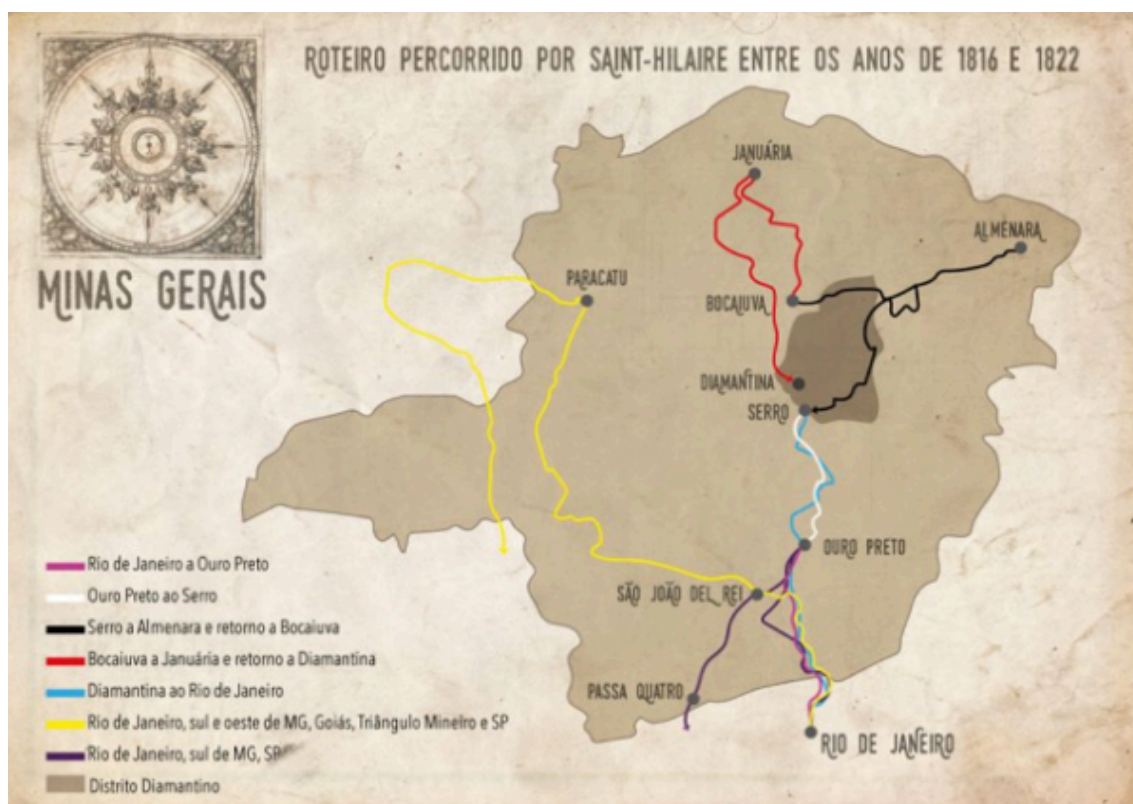 ROTEIRO PERCORRIDO POR SAINT-HILAIRE ENTRE OS ANOS DE 1816 E 1822
MINAS GERAIS
JANUÁRIA
ALMENARA
PARACATU
BOCAIUVA
DIAMANTINA
SERRO
OURO PRETO
SÃO JOÃO DEL REI
PASSA QUATRO
RIO DE JANEIRO
Rio de Janeiro a Ouro Preto
Ouro Preto ao Serro
Serro a Almenara e retorno a Bocaiuva
Bocaiuva a Januária e retorno a Diamantina
Diamantina ao Rio de Janeiro
Rio de Janeiro, sul e oeste de MG, Goiás, Triângulo Mineiro e SP
Rio de Janeiro, sul de MG, SP
Distrito Diamantino